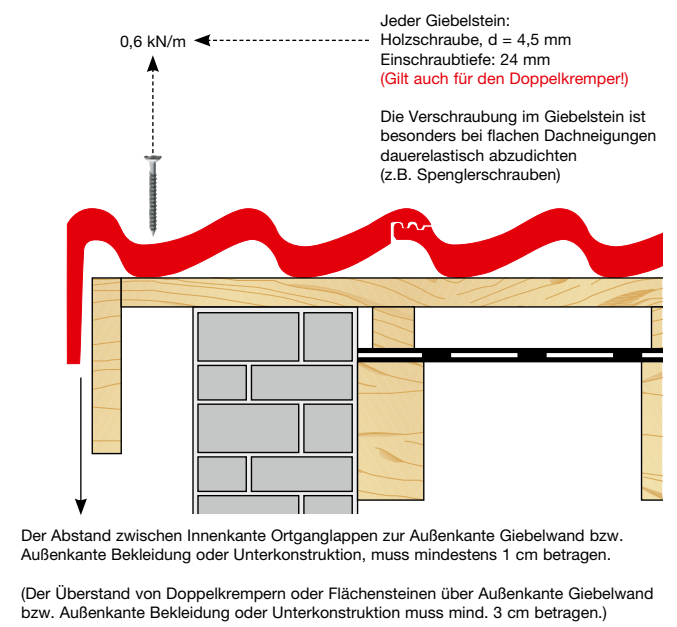 Jeder Giebelstein:
0,6 kN/m
Holzschraube, d = 4,5 mm
Einschraubtiefe: 24 mm
(Gilt auch für den Doppelkremper!)
Die Verschraubung im Giebelstein ist
besonders bei flachen Dachneigungen
dauerelastisch abzudichten
(z.B. Spenglerschrauben)
Der Abstand zwischen Innenkante Ortganglappen zur Außenkante Giebelwand bzw.
Außenkante Bekleidung oder Unterkonstruktion, muss mindestens 1 cm betragen.
(Der Überstand von Doppelkrempern oder Flächensteinen über Außenkante Giebelwand
bzw. Außenkante Bekleidung oder Unterkonstruktion muss mind. 3 cm betragen.)